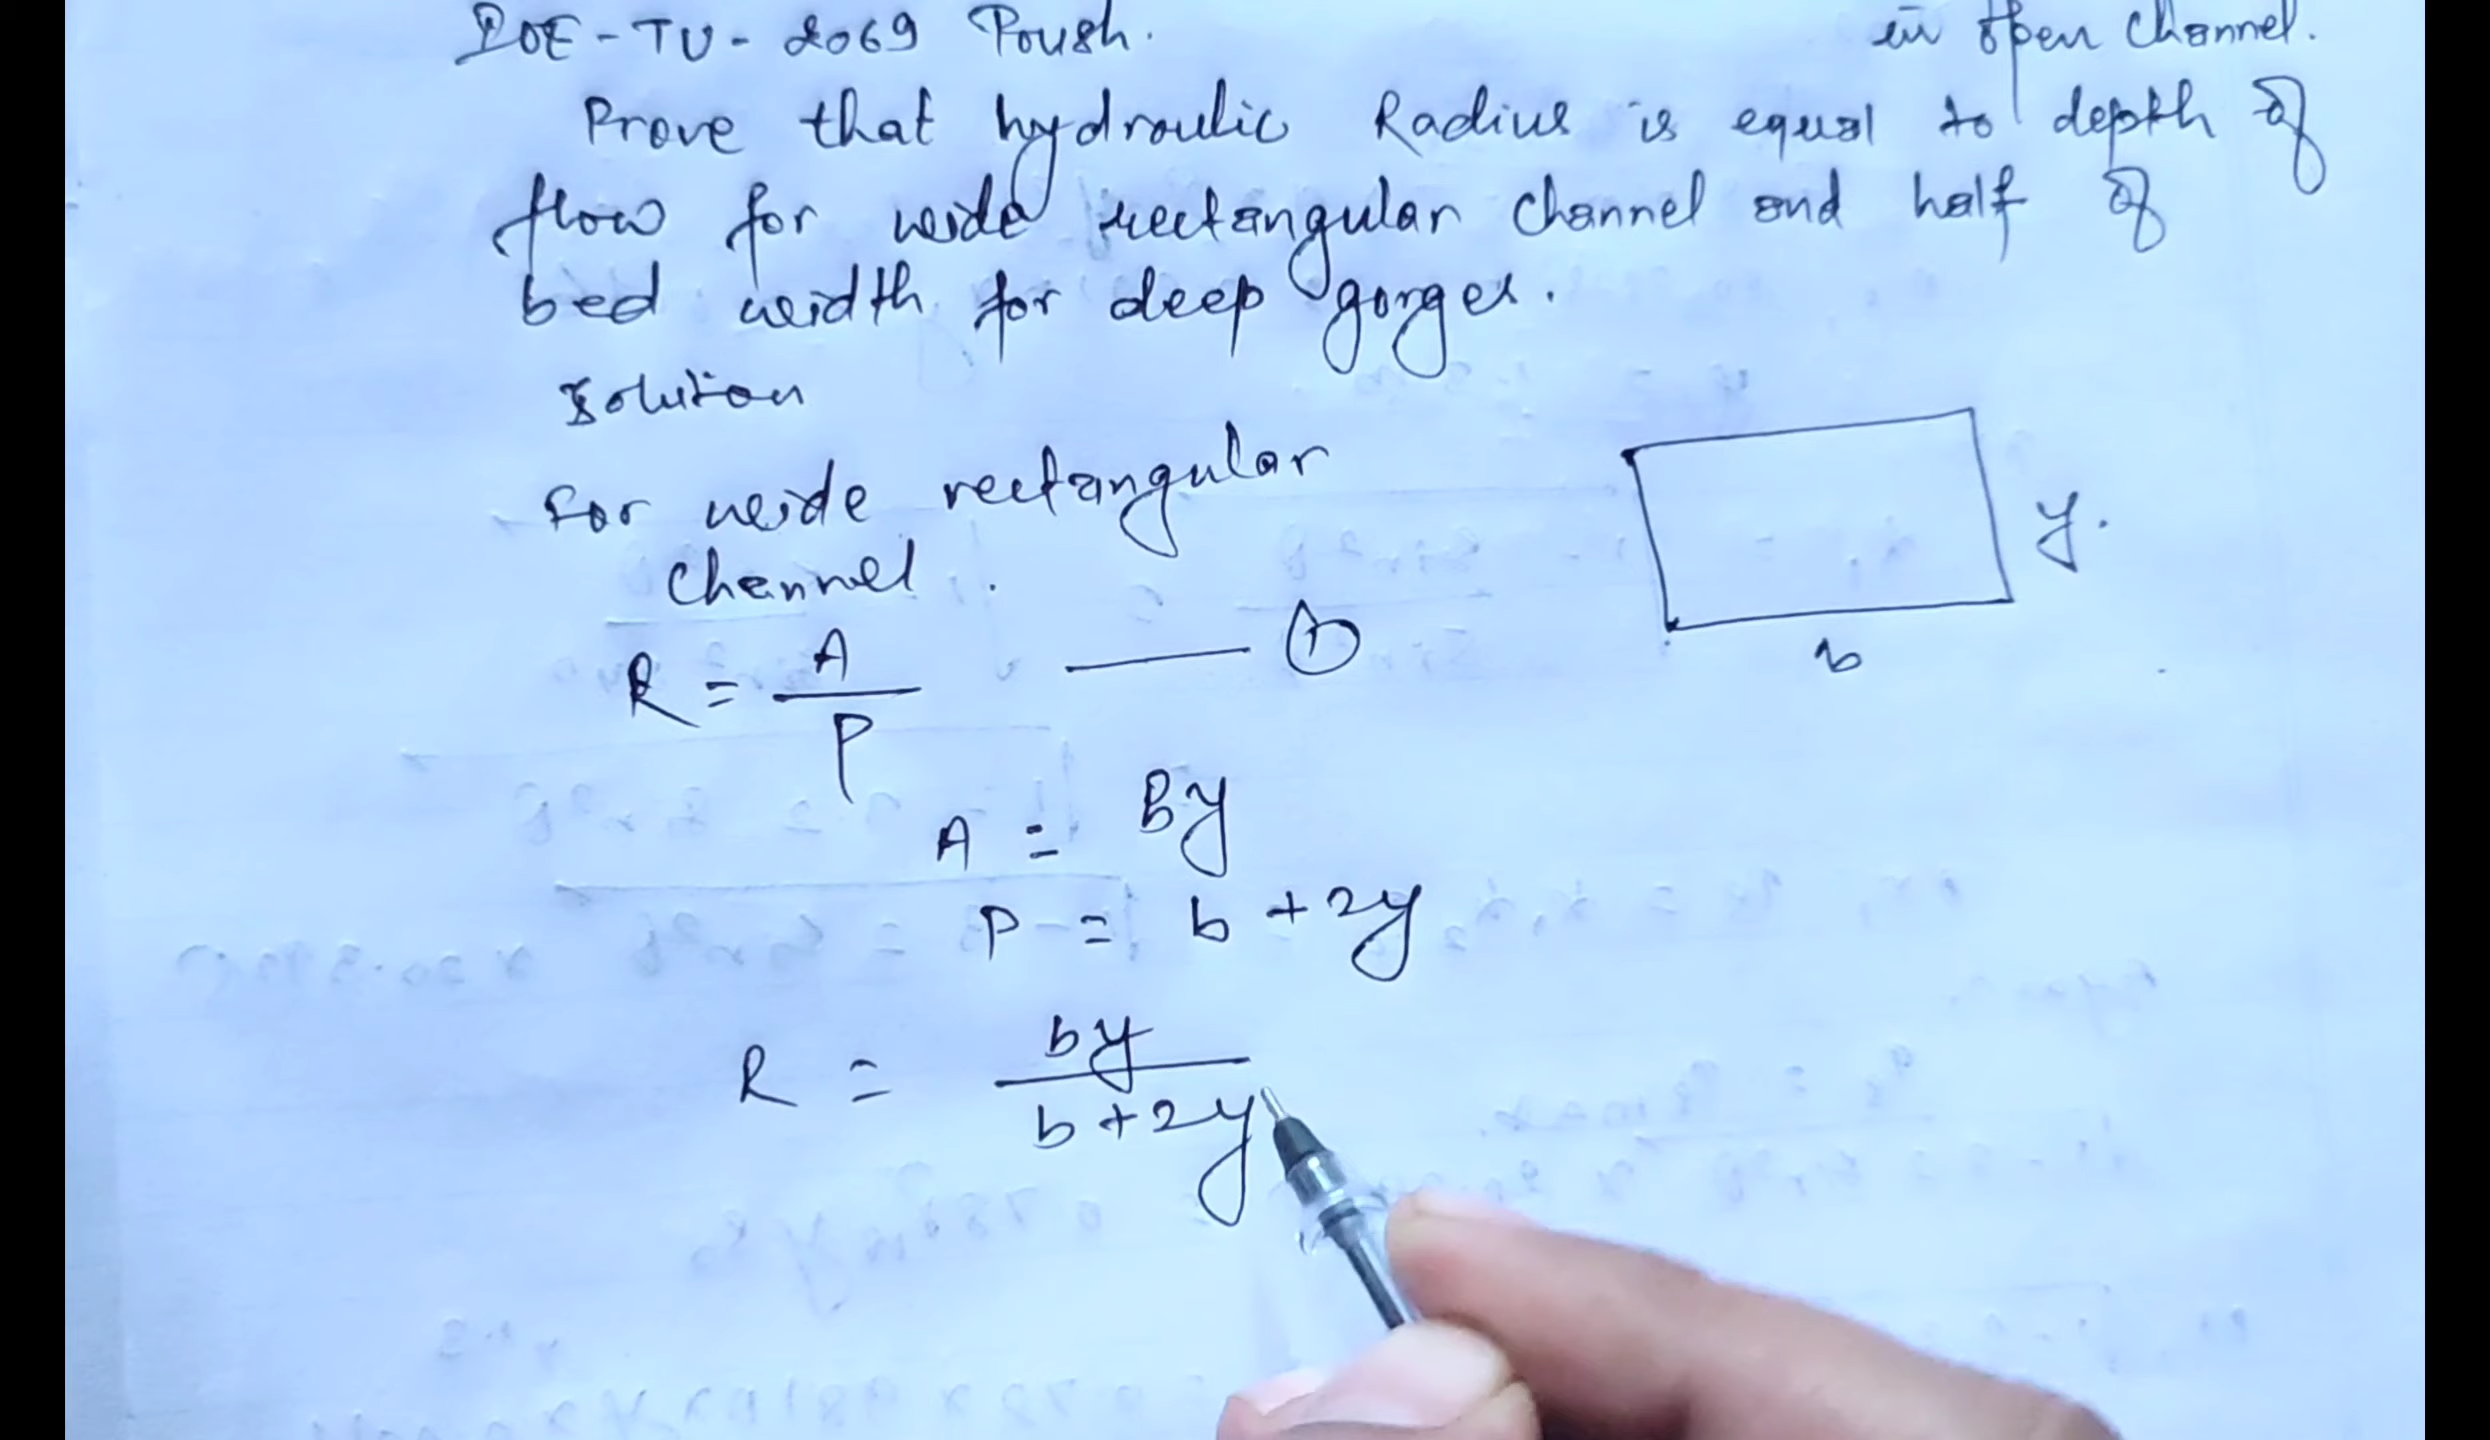 IOE-TU-2069 Poush.
in open channel.
Prove that hydraulic Radius is equal to depth of
flow for wide rectangular channel and half of
bed width for deep gorges.
solution
for wide rectangular
channel.
R = A/P
A = By
P = b + 2y
R = by/b+2y
y.
b